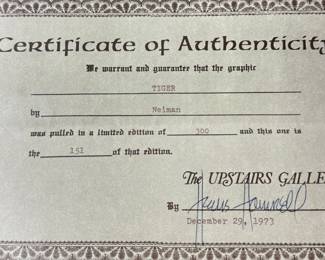 Certificate of Authenticity
We warrant and guarantee that the graphic
TIGER
by Neiman
was pulled in a limited edition of 300 and this one is
the 151 of that edition.
The UPSTAIRS GALLE
By
December 29, 1973